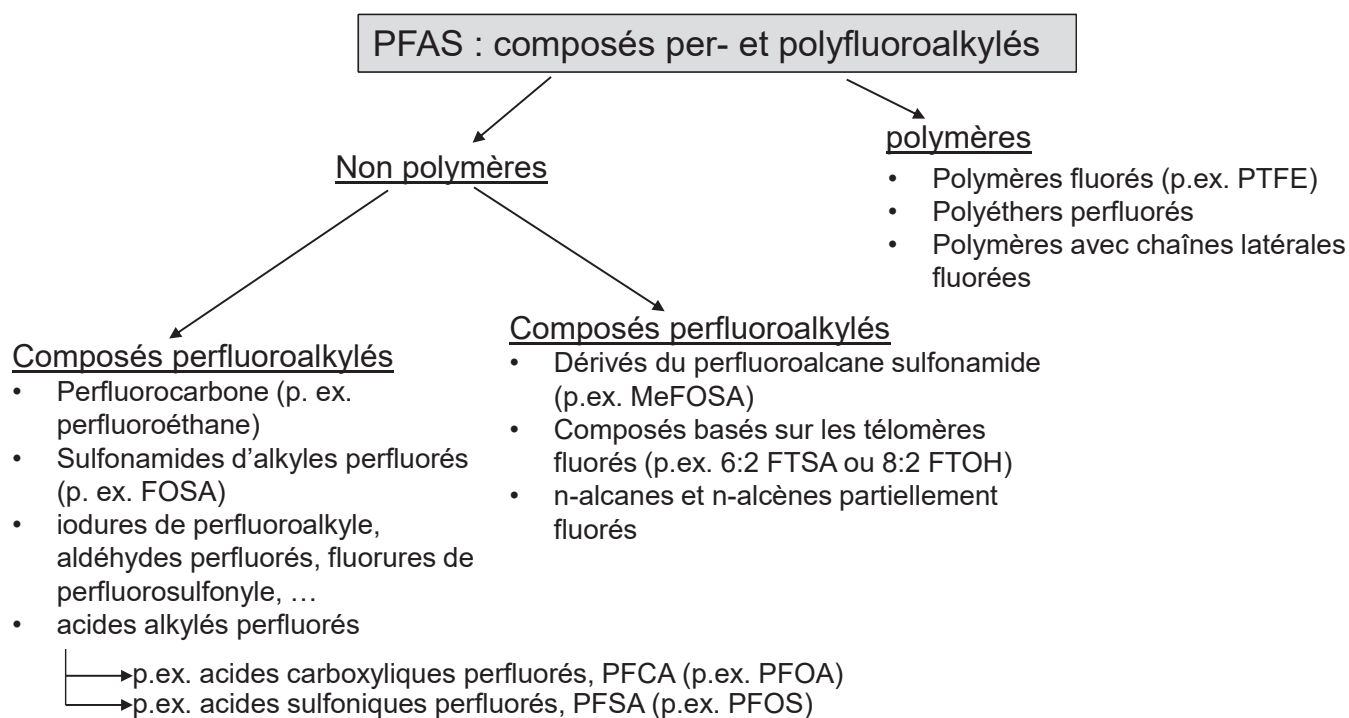 PFAS : composés per- et polyfluoroalkylés
Non polymères
polymères
• Polymères fluorés (p.ex. PTFE)
• Polyéthers perfluorés
• Polymères avec chaînes latérales
fluorées
Composés perfluoroalkylés
• Perfluorocarbone (p. ex.
perfluoroéthane)
• Sulfonamides d’alkyles perfluorés
(p. ex. FOSA)
• iodures de perfluoroalkyle,
aldéhydes perfluorés, fluorures de
perfluorosulfonyle, …
• acides alkylés perfluorés
p.ex. acides carboxyliques perfluorés, PFCA (p.ex. PFOA)
p.ex. acides sulfoniques perfluorés, PFSA (p.ex. PFOS)
Composés perfluoroalkylés
• Dérivés du perfluoroalcane sulfonamide
(p.ex. MeFOSA)
• Composés basés sur les télomères
fluorés (p.ex. 6:2 FTSA ou 8:2 FTOH)
• n-alcanes et n-alcènes partiellement
fluorés